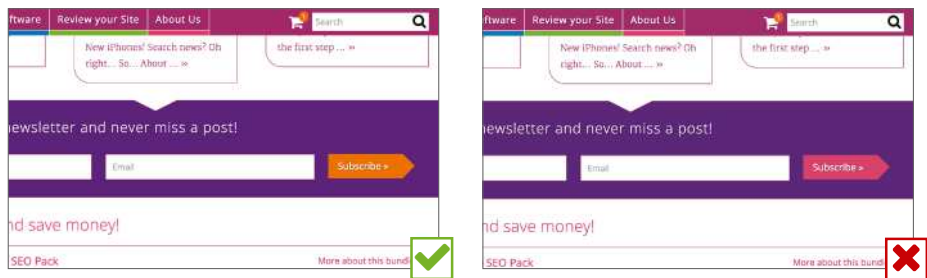 ftware Review your Site About Us Search
New iPhones! Search news? Oh
right... So... About ... »
the first step ... »
newsletter and never miss a post!
Email Subscribe »
nd save money!
SEO Pack More about this bund
oftware Review your Site About Us Search
New iPhones! Search news? Oh
right... So... About ... »
the first step ... »
newsletter and never miss a post!
Email Subscribe »
nd save money!
SEO Pack More about this bund